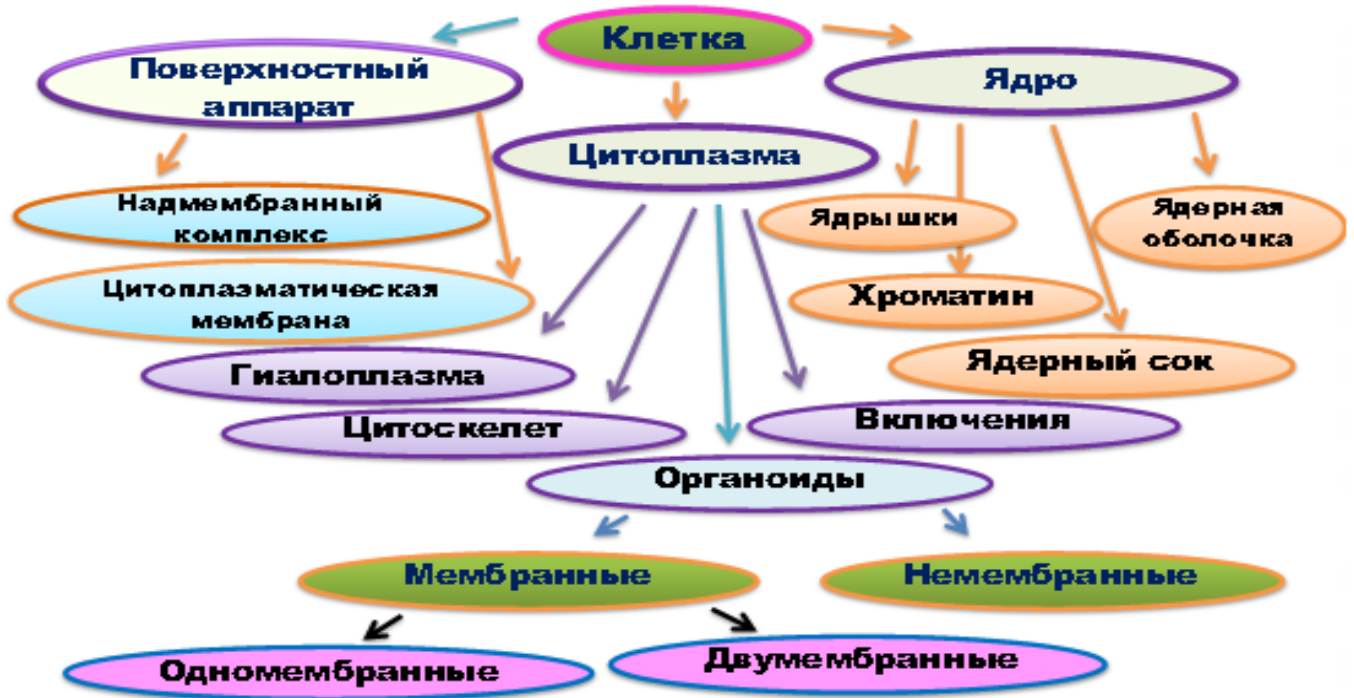 Клетка
Поверхностный
аппарат
Ядро
Цитоплазма
Надмембранный
комплекс
Ядрышки
Ядерная
оболочка
Цитоплазматическая
мембрана
Хроматин
Гиалоплазма
Ядерный сок
Цитоскелет
Включения
Органоиды
Мембранные
Немембранные
Одномембранные
Двумембранные